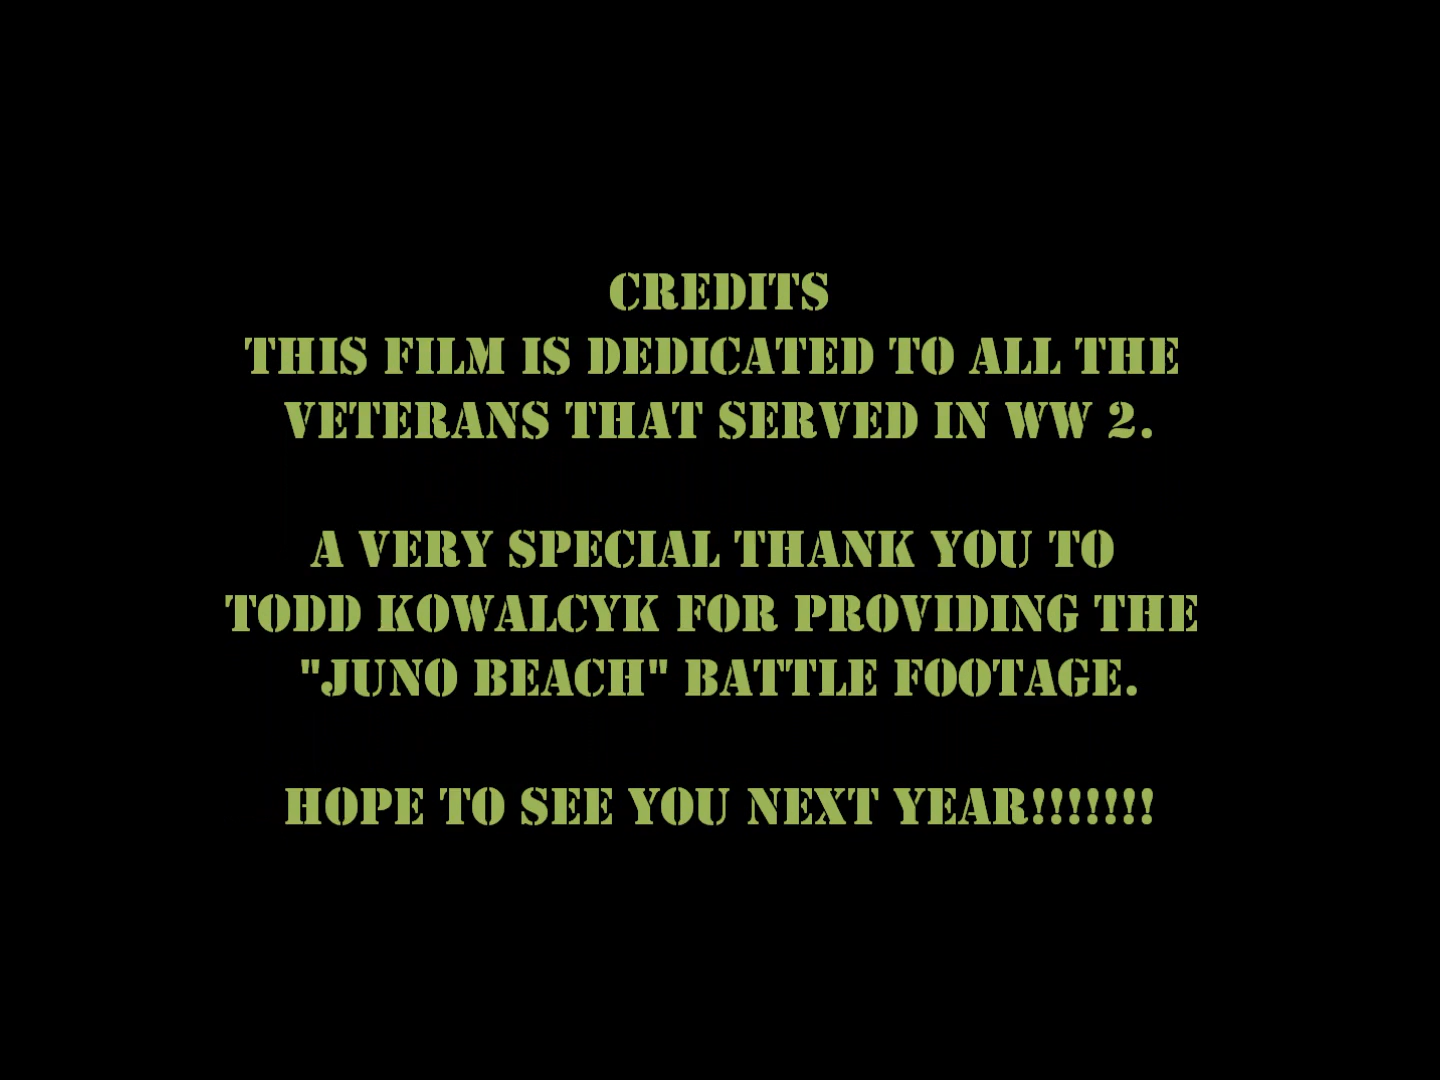 CREDITS
THIS FILM IS DEDICATED TO ALL THE
VETERANS THAT SERVED IN WW 2.
A VERY SPECIAL THANK YOU TO
TODD KOWALCYK FOR PROVIDING THE
"JUNO BEACH" BATTLE FOOTAGE.
HOPE TO SEE YOU NEXT YEAR!!!!!!!